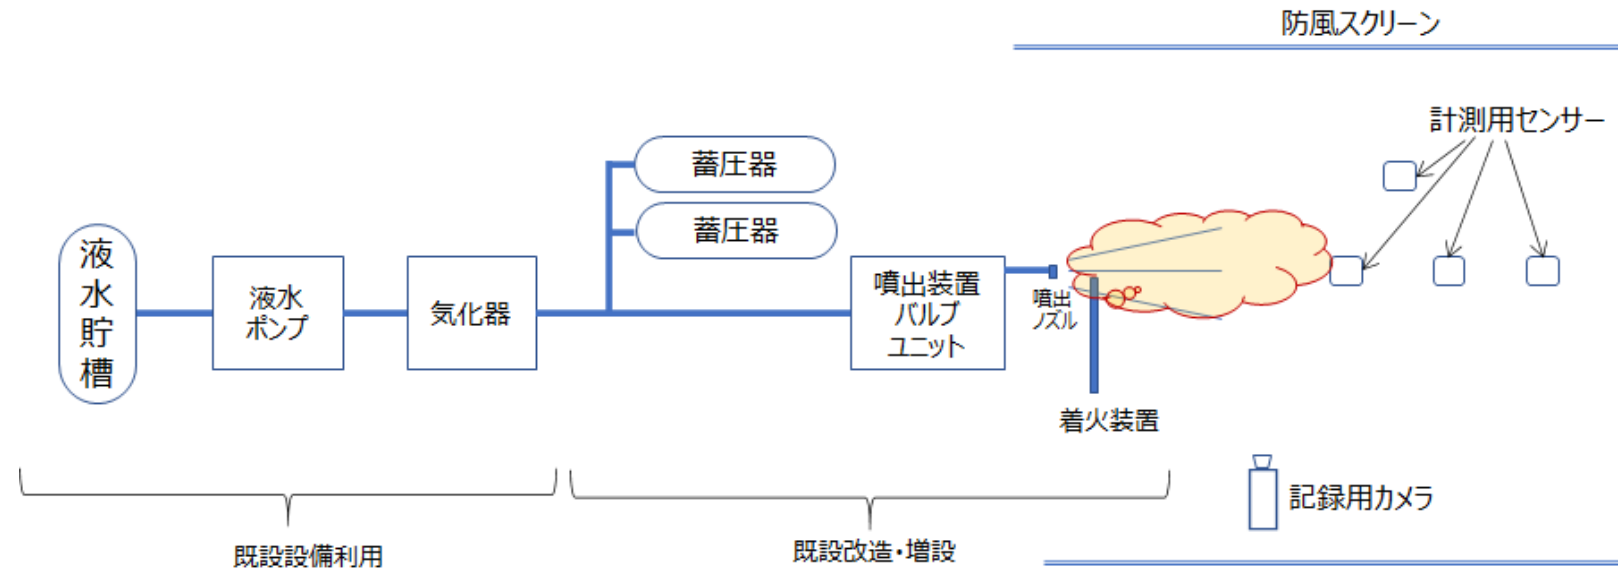 防風スクリーン
計測用センサー
蓄圧器
蓄圧器
液
水
貯
槽
液水
ポンプ
気化器
噴出装置
バルブ
ユニット
噴出
ノズル
着火装置
記録用カメラ
既設設備利用
既設改造・増設